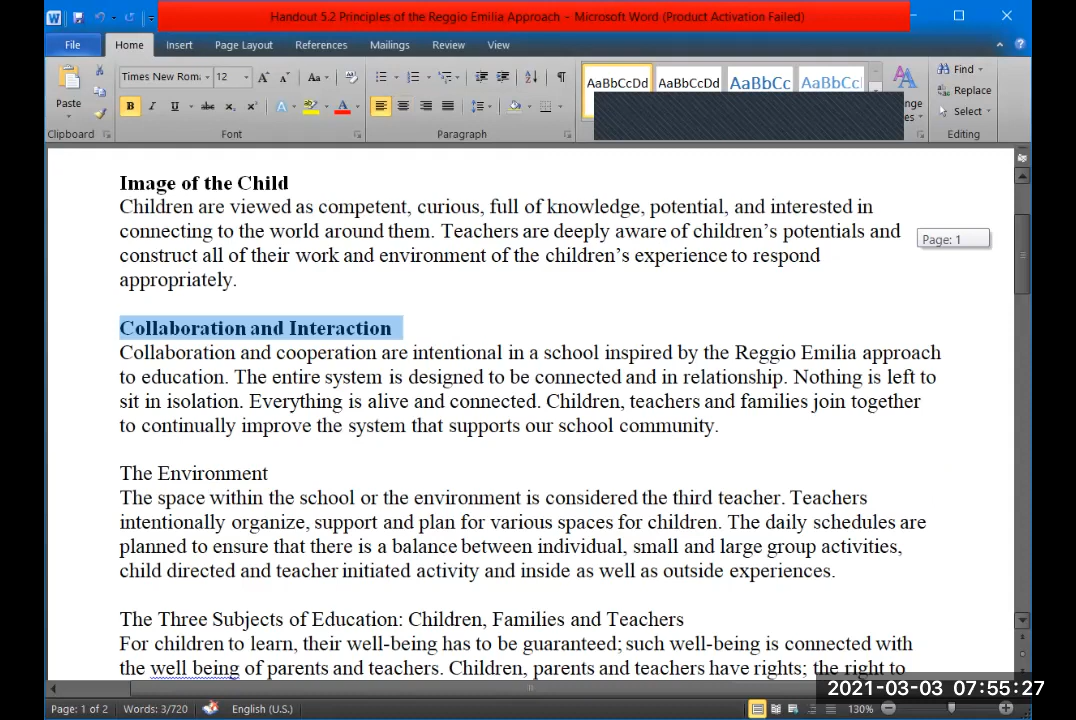 Handout 5.2 Principles of the Reggio Emilia Approach - Microsoft Word (Product Activation Failed)
File Home Insert Page Layout References Mailings Review View
Times New Rom 12
AaBbCcDd AaBbCcDd AaBbCc AaBbCc
Find
Replace
Select
Paste
Clipboard Font Paragraph Editing
Image of the Child
Children are viewed as competent, curious, full of knowledge, potential, and interested in
connecting to the world around them. Teachers are deeply aware of children's potentials and
construct all of their work and environment of the children's experience to respond
appropriately.
Page: 1
Collaboration and Interaction
Collaboration and cooperation are intentional in a school inspired by the Reggio Emilia approach
to education. The entire system is designed to be connected and in relationship. Nothing is left to
sit in isolation. Everything is alive and connected. Children, teachers and families join together
to continually improve the system that supports our school community.
The Environment
The space within the school or the environment is considered the third teacher. Teachers
intentionally organize, support and plan for various spaces for children. The daily schedules are
planned to ensure that there is a balance between individual, small and large group activities,
child directed and teacher initiated activity and inside as well as outside experiences.
The Three Subjects of Education: Children, Families and Teachers
For children to learn, their well-being has to be guaranteed; such well-being is connected with
the well being of parents and teachers. Children, parents and teachers have rights; the right to
2021-03-03 07:55:27
Page: 1 of 2 Words: 3/720 English (U.S.) 130%